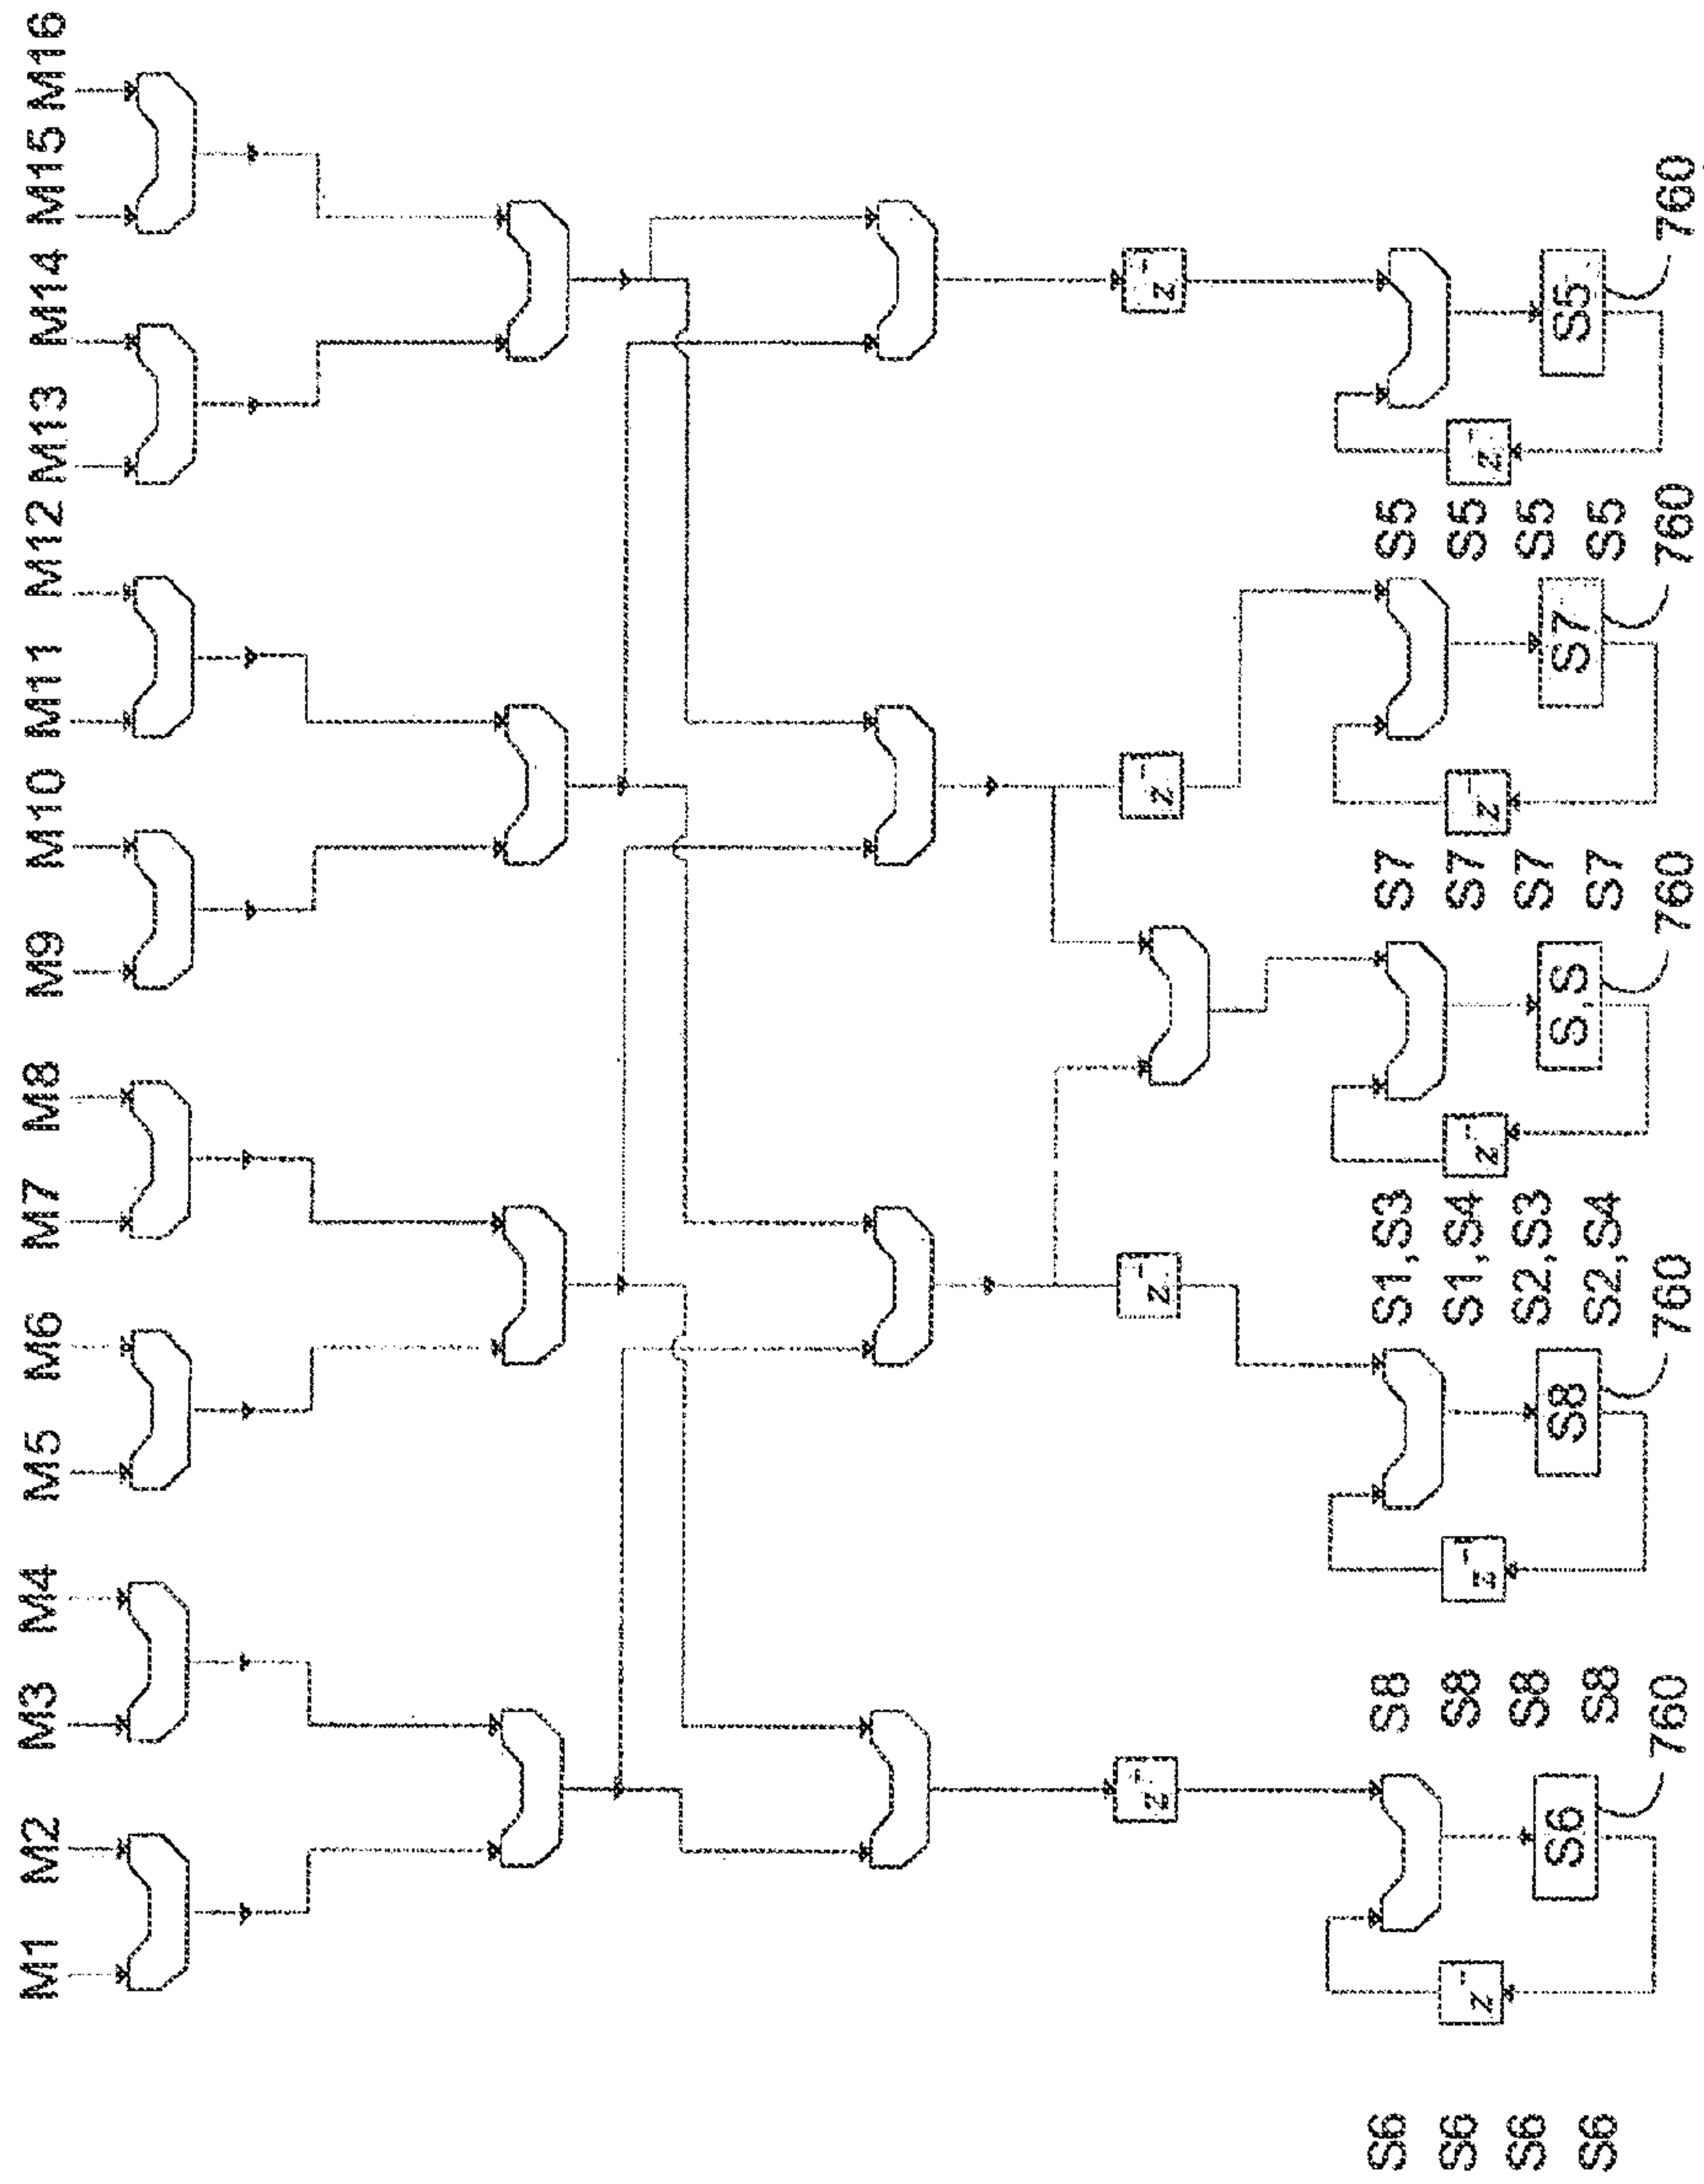 M1 M2 M3 M4 M5 M6 M7 M8 M9 M10 M11 M12 M13 M14 M15 M16
z⁻ z⁻ z⁻ z⁻
z⁻ z⁻ z⁻ z⁻ z⁻
S6 S8 S1,S3 S7 S5
S6 S8 S1,S4 S7 S5
S6 S8 S2,S3 S7 S5
S6 S8 S2,S4 S7 S5
S6 S8 S,S S7 S5
760 760 760 760 760